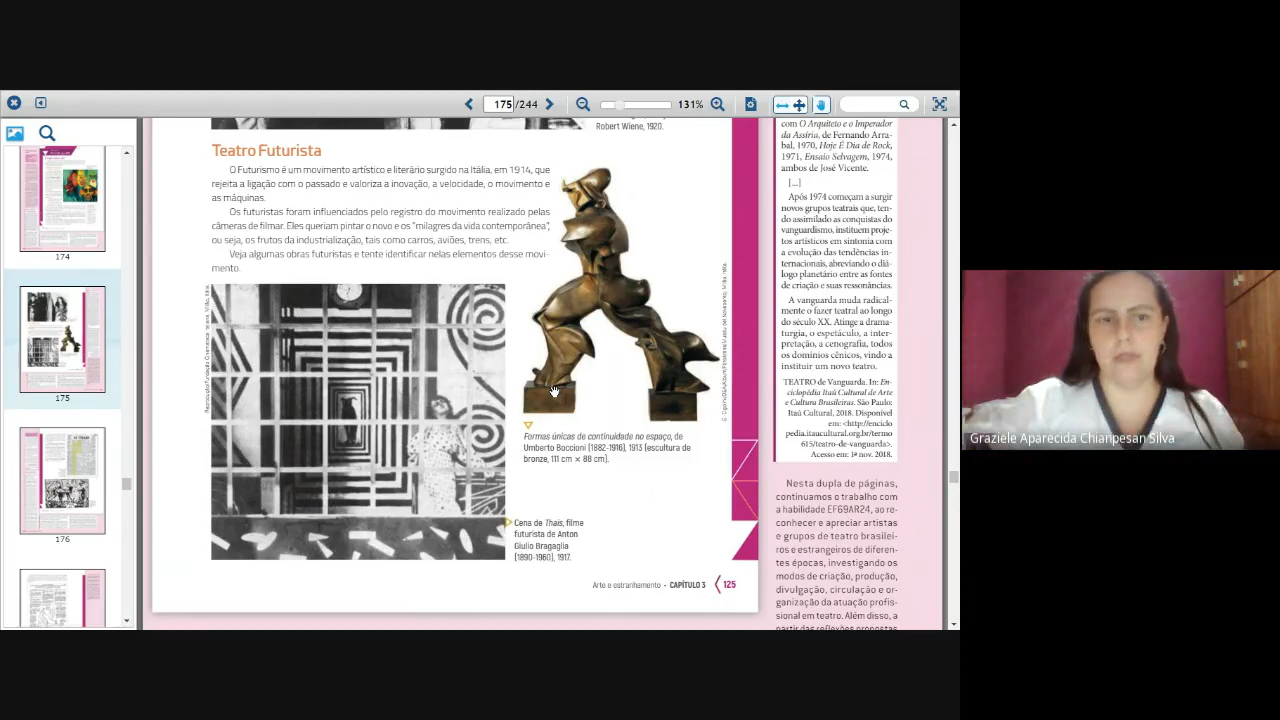 175 /244
131%
Robert Wiene, 1920.
Teatro Futurista
O Futurismo é um movimento artístico e literário surgido na Itália, em 1914, que
rejeita a ligação com o passado e valoriza a inovação, a velocidade, o movimento e
as máquinas.
Os futuristas foram influenciados pelo registro do movimento realizado pelas
câmeras de filmar. Eles queriam pintar o novo e os “milagres da vida contemporânea”,
ou seja, os frutos da industrialização, tais como carros, aviões, trens, etc.
Veja algumas obras futuristas e tente identificar nelas elementos desse movi-
mento.
Formas únicas de continuidade no espaço, de
Umberto Boccioni (1882-1916), 1913 (escultura de
bronze, 111 cm × 88 cm).
Cena de Thaïs, filme
futurista de Anton
Giulio Bragaglia
(1890-1960), 1917.
Arte e estranhamento • CAPÍTULO 3
125
com O Arquiteto e o Imperador
da Assíria, de Fernando Arra-
bal, 1970, Hoje É Dia de Rock,
1971, Ensaio Selvagem, 1974,
ambos de José Vicente.
[...]
Após 1974 começam a surgir
novos grupos teatrais que, ten-
do assimilado as conquistas do
vanguardismo, instituem proje-
tos artísticos em sintonia com
a evolução das tendências in-
ternacionais, abreviando o diá-
logo planetário entre as fontes
de criação e suas ressonâncias.
A vanguarda muda radical-
mente o fazer teatral ao longo
do século XX. Atinge a drama-
turgia, o espetáculo, a inter-
pretação, a cenografia, todos
os domínios cênicos, vindo a
instituir um novo teatro.
TEATRO de Vanguarda. In: En-
ciclopédia Itaú Cultural de Arte
e Cultura Brasileiras. São Paulo:
Itaú Cultural, 2018. Disponível
em: <http://enciclo
pedia.itaucultural.org.br/termo
615/teatro-de-vanguarda>.
Acesso em: 1º nov. 2018.
Nesta dupla de páginas,
continuamos o trabalho com
a habilidade EF69AR24, ao re-
conhecer e apreciar artistas
e grupos de teatro brasilei-
ros e estrangeiros de diferen-
tes épocas, investigando os
modos de criação, produção,
divulgação, circulação e or-
ganização da atuação profis-
sional em teatro. Além disso, a
partir das reflexões propostas
174
175
176
Graziele Aparecida Chianpesan Silva